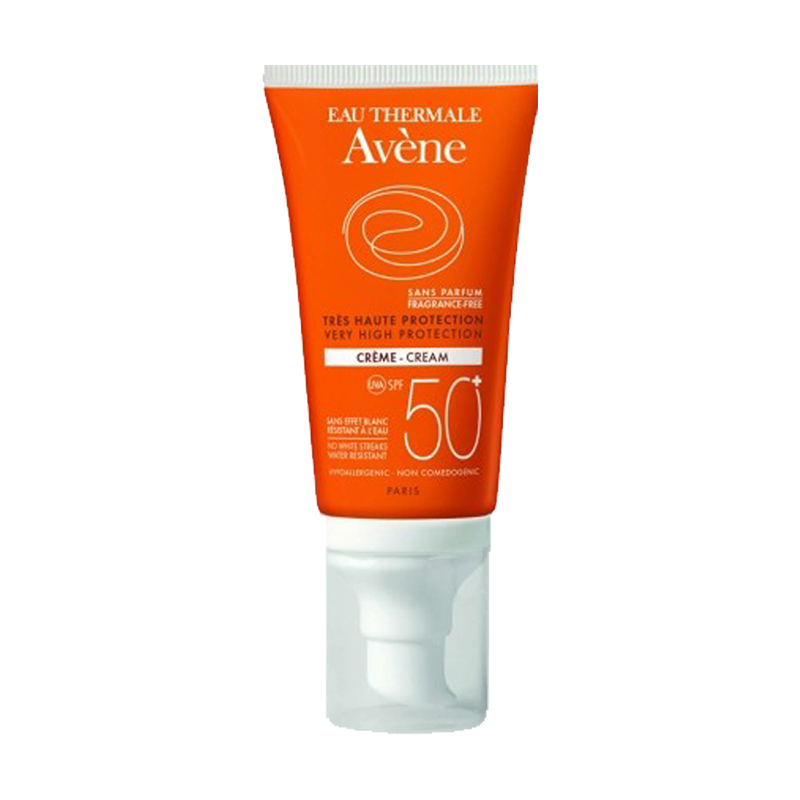 EAU THERMALE
Avène
SANS PARFUM
FRAGRANCE-FREE
TRÈS HAUTE PROTECTION
VERY HIGH PROTECTION
CRÈME - CREAM
UVA SPF 50+
SANS EFFET BLANC
RÉSISTANT À L'EAU
NO WHITE STREAKS
WATER RESISTANT
HYPOALLERGENIC - NON COMEDOGENIC
PARIS